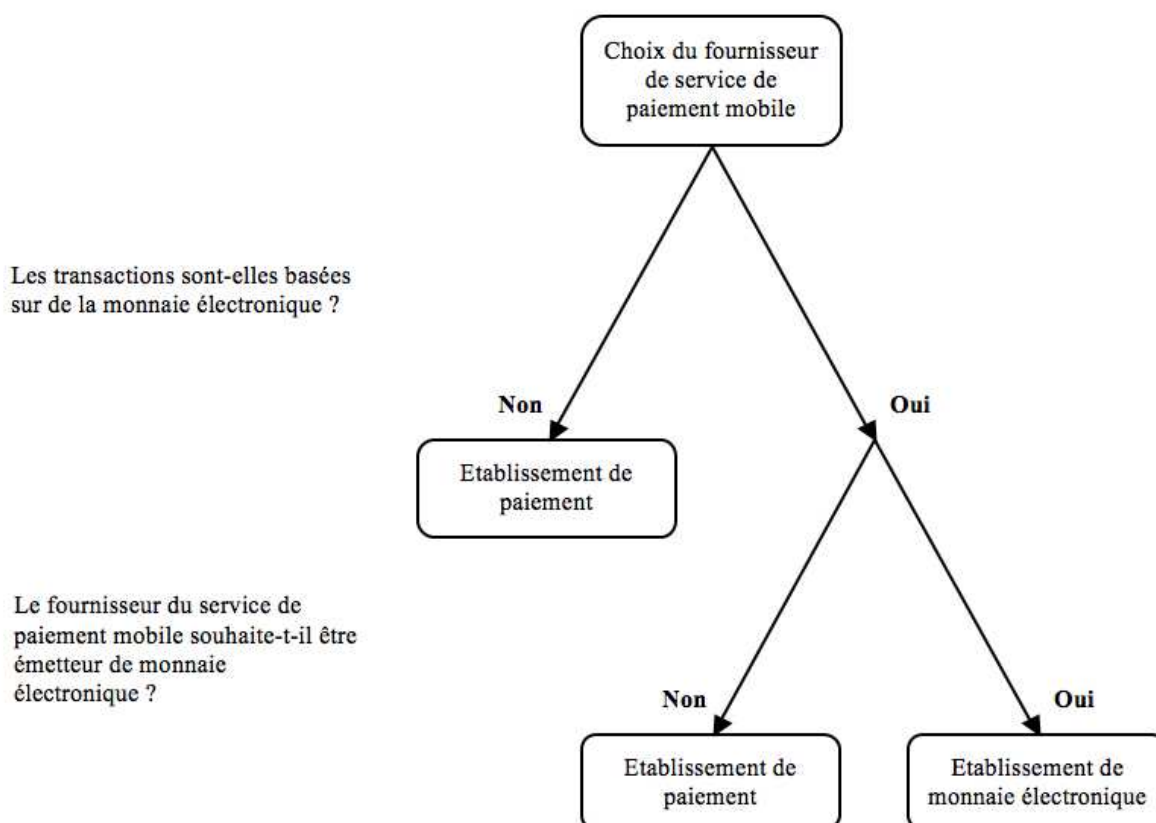 Choix du fournisseur
de service de
paiement mobile
Les transactions sont-elles basées
sur de la monnaie électronique ?
Non
Oui
Etablissement de
paiement
Le fournisseur du service de
paiement mobile souhaite-t-il être
émetteur de monnaie
électronique ?
Non
Oui
Etablissement de
paiement
Etablissement de
monnaie électronique